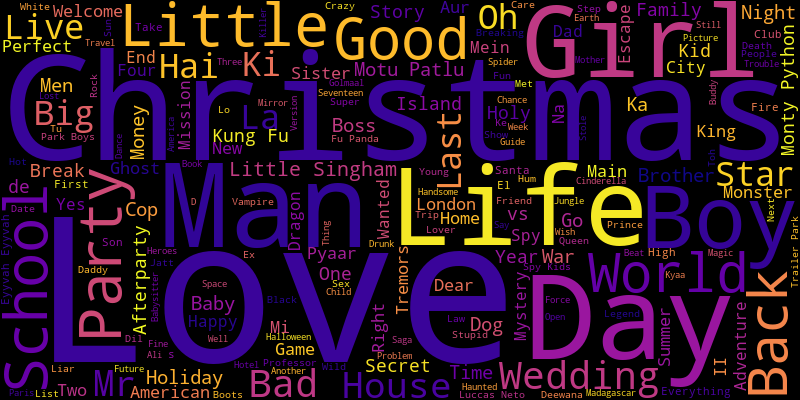 White
Welcome
Live
Perfect
Little
Crazy
Oh
Story
Aur
Care
Family
Night
Take
Good
Girl
Step
Earth
Dad
Still
Picture
Club
Travel
End
Four
Hai
Ki
Three
Sister
Mein
Motu Patlu
Spider
Escape
Kid
City
Death
People
Trouble
Monty Python
Christmas
Men
Rock
Golmaal
Seventeen
Super
Fun
Met
Mother
Big
Money
Mission
Lo
Mirror
Version
La
Island
Holy
Chance
Na
Ka
Buddy
Fire
Tu
Park Boys
Dance
America
Kung Fu
New
Boss
Fu Panda
Last
Ke
Week
Show
Guide
King
Hot
Break
Ghost
Book
Little Singham
Young
Santa
Main
Brother
Star
Monster
de
First
Party
Man
Handsome
El
Hum
Cinderella
Life
Boy
School
Date
Yes
Cop
D
Vampire
Dragon
Wanted
London
Trip
Home
Friend
Jungle
vs
Go
Wish
Prince
Next
Trailer Park
Eyyvah Eyyvah
Son
Afterparty
Ex
Thing
Lover
Say
Spy
Queen
Drunk
Heroes
Pyaar
Year
War
Beat
High
Magic
Love
Daddy
Jatt
One
Tremors
Spy Kids
World
Kyaa
Babysitter
Space
Sex
Child
Baby
Black
Dear
Mystery
Day
Force
Back
Happy
Mi
Right
Law
Dog
Open
Legend
Dil
Fine
Well
Halloween
Game
Saga
Stupid
Summer
Adventure
Ali
s
Professor
Problem
Liar
Future
Hotel
Another
Wild
Secret
Time
Wedding
II
Two
Mr
Holiday
Bad
House
Haunted
Everything
Paris
List
American
Boots
Luccas Neto
Deewana
Madagascar